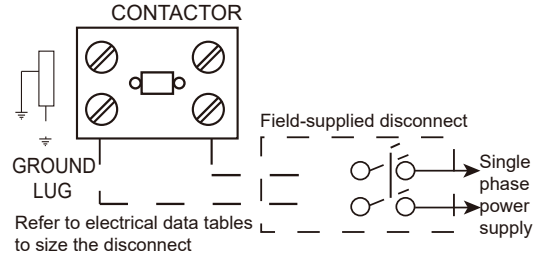 CONTACTOR
Field-supplied disconnect
GROUND
LUG
Single
phase
power
supply
Refer to electrical data tables
to size the disconnect